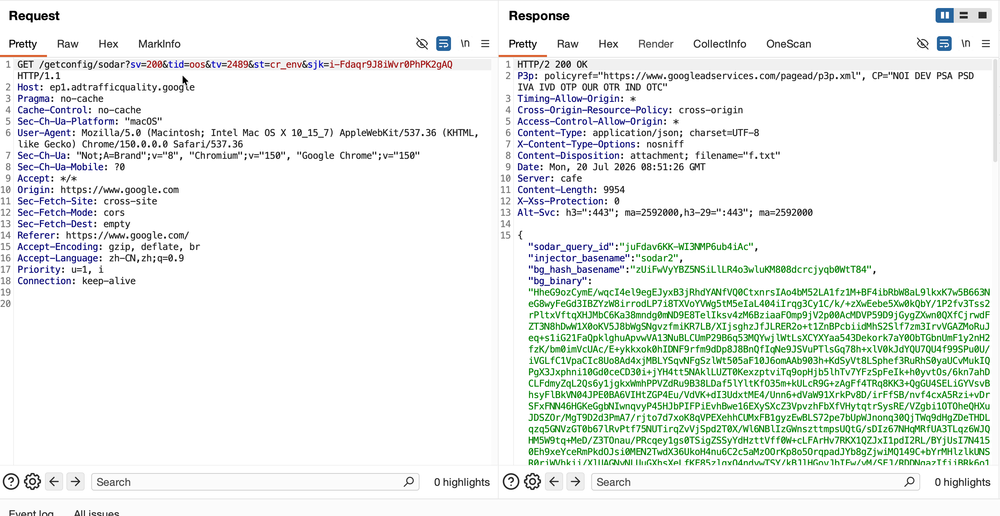 Request
Pretty Raw Hex MarkInfo \n
1 GET /getconfig/sodar?sv=200&tid=oos&tv=2489&st=cr_env&sjk=i-Fdaqr9J8iWvr0PhPK2gAQ
HTTP/1.1
2 Host: ep1.adtrafficquality.google
3 Pragma: no-cache
4 Cache-Control: no-cache
5 Sec-Ch-Ua-Platform: "macOS"
6 User-Agent: Mozilla/5.0 (Macintosh; Intel Mac OS X 10_15_7) AppleWebKit/537.36 (KHTML,
like Gecko) Chrome/150.0.0.0 Safari/537.36
7 Sec-Ch-Ua: "Not;A=Brand";v="8", "Chromium";v="150", "Google Chrome";v="150"
8 Sec-Ch-Ua-Mobile: ?0
9 Accept: */*
10 Origin: https://www.google.com
11 Sec-Fetch-Site: cross-site
12 Sec-Fetch-Mode: cors
13 Sec-Fetch-Dest: empty
14 Referer: https://www.google.com/
15 Accept-Encoding: gzip, deflate, br
16 Accept-Language: zh-CN,zh;q=0.9
17 Priority: u=1, i
18 Connection: keep-alive
19
20
Search 0 highlights
Response
Pretty Raw Hex Render CollectInfo OneScan \n
1 HTTP/2 200 OK
2 P3p: policyref="https://www.googleadservices.com/pagead/p3p.xml", CP="NOI DEV PSA PSD
IVA IVD OTP OUR OTR IND OTC"
3 Timing-Allow-Origin: *
4 Cross-Origin-Resource-Policy: cross-origin
5 Access-Control-Allow-Origin: *
6 Content-Type: application/json; charset=UTF-8
7 X-Content-Type-Options: nosniff
8 Content-Disposition: attachment; filename="f.txt"
9 Date: Mon, 20 Jul 2026 08:51:26 GMT
10 Server: cafe
11 Content-Length: 9954
12 X-Xss-Protection: 0
13 Alt-Svc: h3=":443"; ma=2592000,h3-29=":443"; ma=2592000
14
15 {
"sodar_query_id":"juFdav6KK-WI3NMP6ub4iAc",
"injector_basename":"sodar2",
"bg_hash_basename":"zUiFwVyYBZ5NSiLlLR4o3wluKM808dcrcjyqb0WtT84",
"bg_binary":
"HheG9ozCymE/wqcI4el9egEJyxB3jRhdYANfVQ0CtxnrsIAo4bM52LA1fz1M+BF4ibRbW8aL9lkxK7w5B663N
eG8wyFeGd3IBZYzW8irrodLP7i8TXVoYVWg5tM5eIaL404iIrqg3Cy1C/k/+zXwEebe5Xw0kQbY/1P2fv3Tss2
rPltxVftqXHJMbC6Ka38mndg0mND9E8TelIksv4zM6BziaaFOmp9jV2p00AcMDVP59D9jGygZXwn0QXfCjrwdF
ZT3N8hDwW1X0oKV5J8bWgSNgvzfmiKR7LB/XIjsghzJfJLRER2o+t1ZnBPcbiidMhS2Slf7zm3IrvVGAZMoRuJ
eq+s1iG21FaQpklghuApvwVA13NuBLCUmP29B6q53MQYwjlWtLsXCYXYaa543Dekork7aY0ObTGbnUmF1y2nH2
fzK/bm0imVcUAc/E+ykkxok0hIDNF9rfm9dDp8J8BnQfIqNe9JSVuPTlsGq78h+xlV0kJdYQU7QU4f99SPu0U/
iVGLfC1VpaCIc8Uo8Ad4xjMBLYSqvNFgSzlWt505aF10J6omAAb903h+KdSyVt8LSphef3RuRhS0yaUCvMukIQ
PgX3Jxphni10Gd0ceCD30i+jYH4tt5NAklLUZT0KexzptviTq9opHjb5lhTv7YFzSpFeIk+h0yvtOs/6kn7ahD
CLFdmyZqL2Qs6y1jgkxWmhPPVZdRu9B38LDaf5lYltKfO35m+kULcR9G+zAgFf4TRq8KK3+QgGU4SELiGYVsvB
hsyFlBkVN04JPE0BA6VIHtZGP4Eu/VdVK+dI3UdxtME4/Unn6+dVaW91XrkPv8D/irFfSB/nvf4cxA5Rzi+vDr
SFxFNN46HGKeGgbNIwnqvyP45HJbPIFPiEvhBwe16EXySXcZ3VpvzhFbXfVHytqtrSysRE/VZgbi1OTOheQHXu
JDSZOr/MgT9D2d3PmA7/rjto7d7xoK8qVPEXehhCUMxFB1gyzEwBLS72pe7bUpWJnonq30QjTWq9dHgZDeTHDL
qzq5GNVzGT0b67lRvPtf75NUTirqZvVjSpd2T0X/Wl6NBlIzGWnszttmpsUQtG/sDIz67NHqMRfUA3TLqz6WJQ
HM5W9tq+MeD/Z3TOnau/PRcqey1gs0TSigZSSyYdHzttVff0W+cLFArHv7RKX1QZJxI1pdI2RL/BYjUsI7N415
0Eh9xeYceRmPkdOJsi0MEN2TwdX36UkoH4nu6C2c5aMzOOrKp8o5OrqpadJYb8gZjwiMQ149C+bYrMHlzlkUNS
Search 0 highlights
Event log All issues